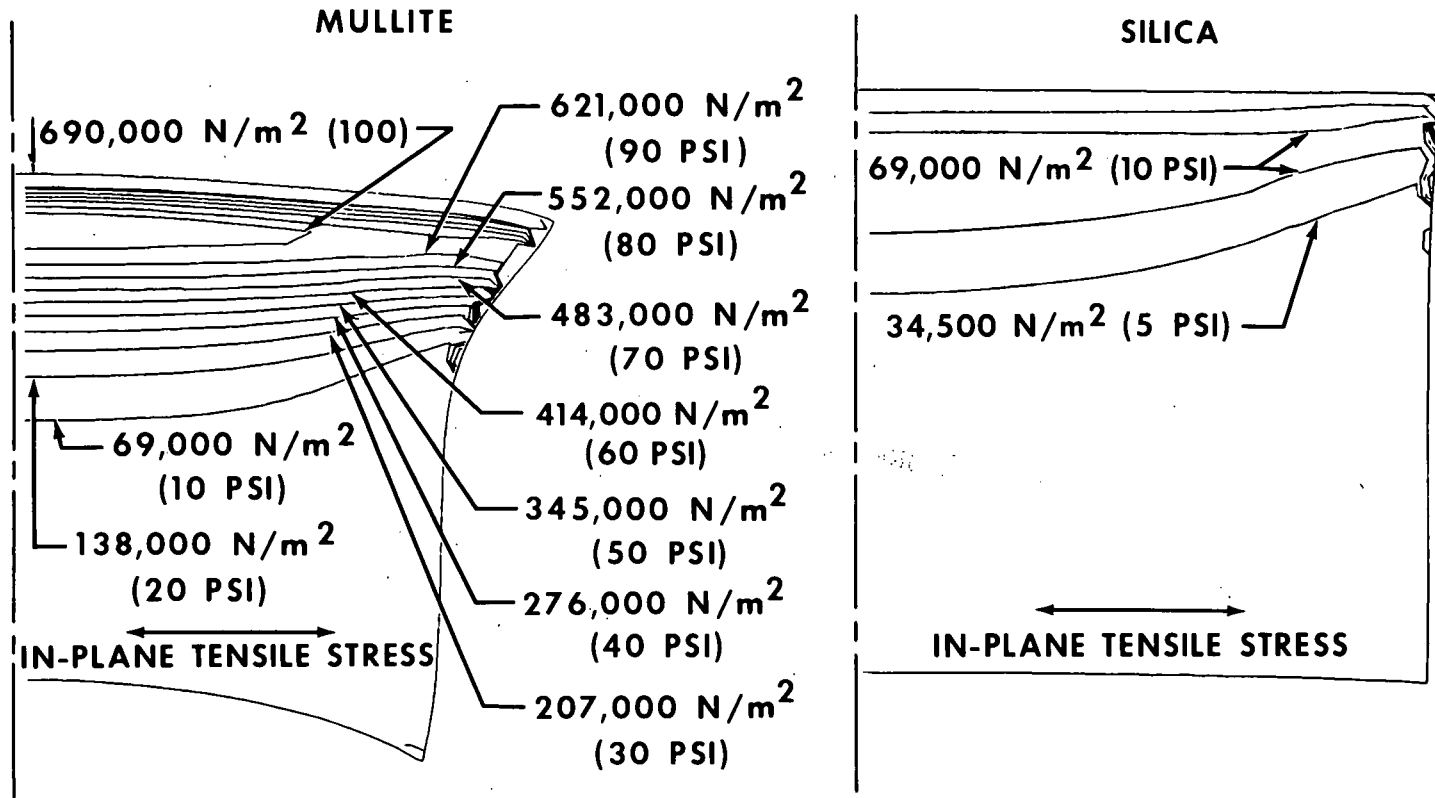 MULLITE
690,000 N/m² (100)
621,000 N/m²
(90 PSI)
552,000 N/m²
(80 PSI)
483,000 N/m²
(70 PSI)
414,000 N/m²
(60 PSI)
345,000 N/m²
(50 PSI)
276,000 N/m²
(40 PSI)
207,000 N/m²
(30 PSI)
69,000 N/m²
(10 PSI)
138,000 N/m²
(20 PSI)
IN-PLANE TENSILE STRESS
SILICA
69,000 N/m² (10 PSI)
34,500 N/m² (5 PSI)
IN-PLANE TENSILE STRESS